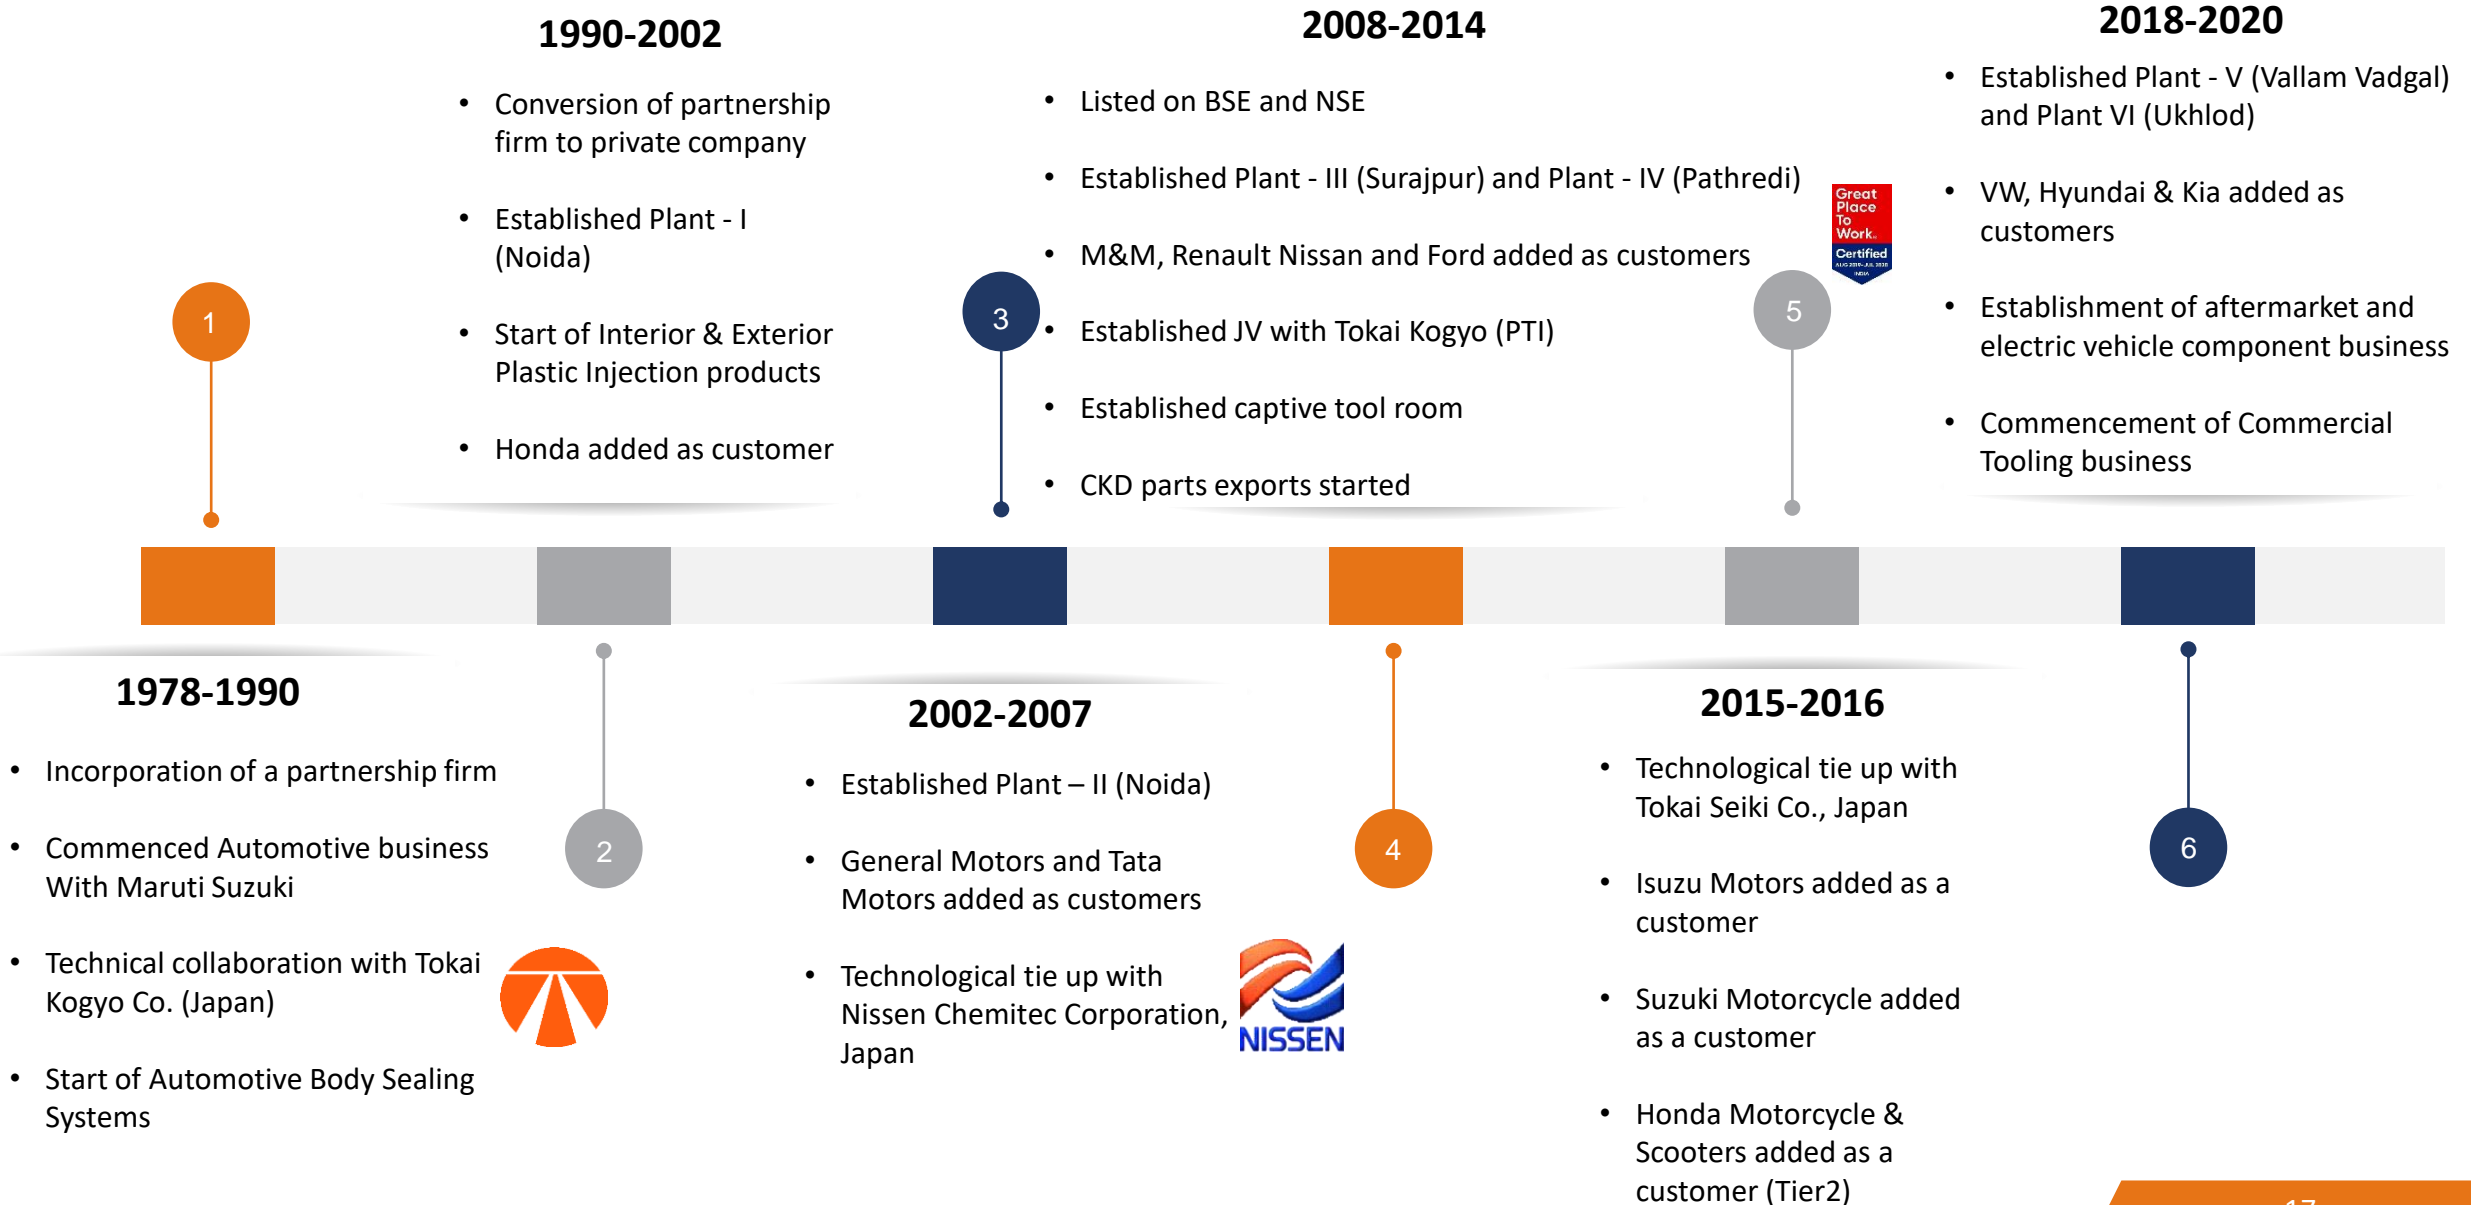 1990-2002
• Conversion of partnership
firm to private company
• Established Plant - I
(Noida)
• Start of Interior & Exterior
Plastic Injection products
• Honda added as customer
2008-2014
• Listed on BSE and NSE
• Established Plant - III (Surajpur) and Plant - IV (Pathredi)
• M&M, Renault Nissan and Ford added as customers
• Established JV with Tokai Kogyo (PTI)
• Established captive tool room
• CKD parts exports started
Great
Place
To
Work.
Certified
INDIA
2018-2020
• Established Plant - V (Vallam Vadgal)
and Plant VI (Ukhlod)
• VW, Hyundai & Kia added as
customers
• Establishment of aftermarket and
electric vehicle component business
• Commencement of Commercial
Tooling business
1
3
5
1978-1990
• Incorporation of a partnership firm
• Commenced Automotive business
With Maruti Suzuki
• Technical collaboration with Tokai
Kogyo Co. (Japan)
• Start of Automotive Body Sealing
Systems
2
2002-2007
• Established Plant – II (Noida)
• General Motors and Tata
Motors added as customers
• Technological tie up with
Nissen Chemitec Corporation,
Japan
NISSEN
4
2015-2016
• Technological tie up with
Tokai Seiki Co., Japan
• Isuzu Motors added as a
customer
• Suzuki Motorcycle added
as a customer
• Honda Motorcycle &
Scooters added as a
customer (Tier2)
6
17